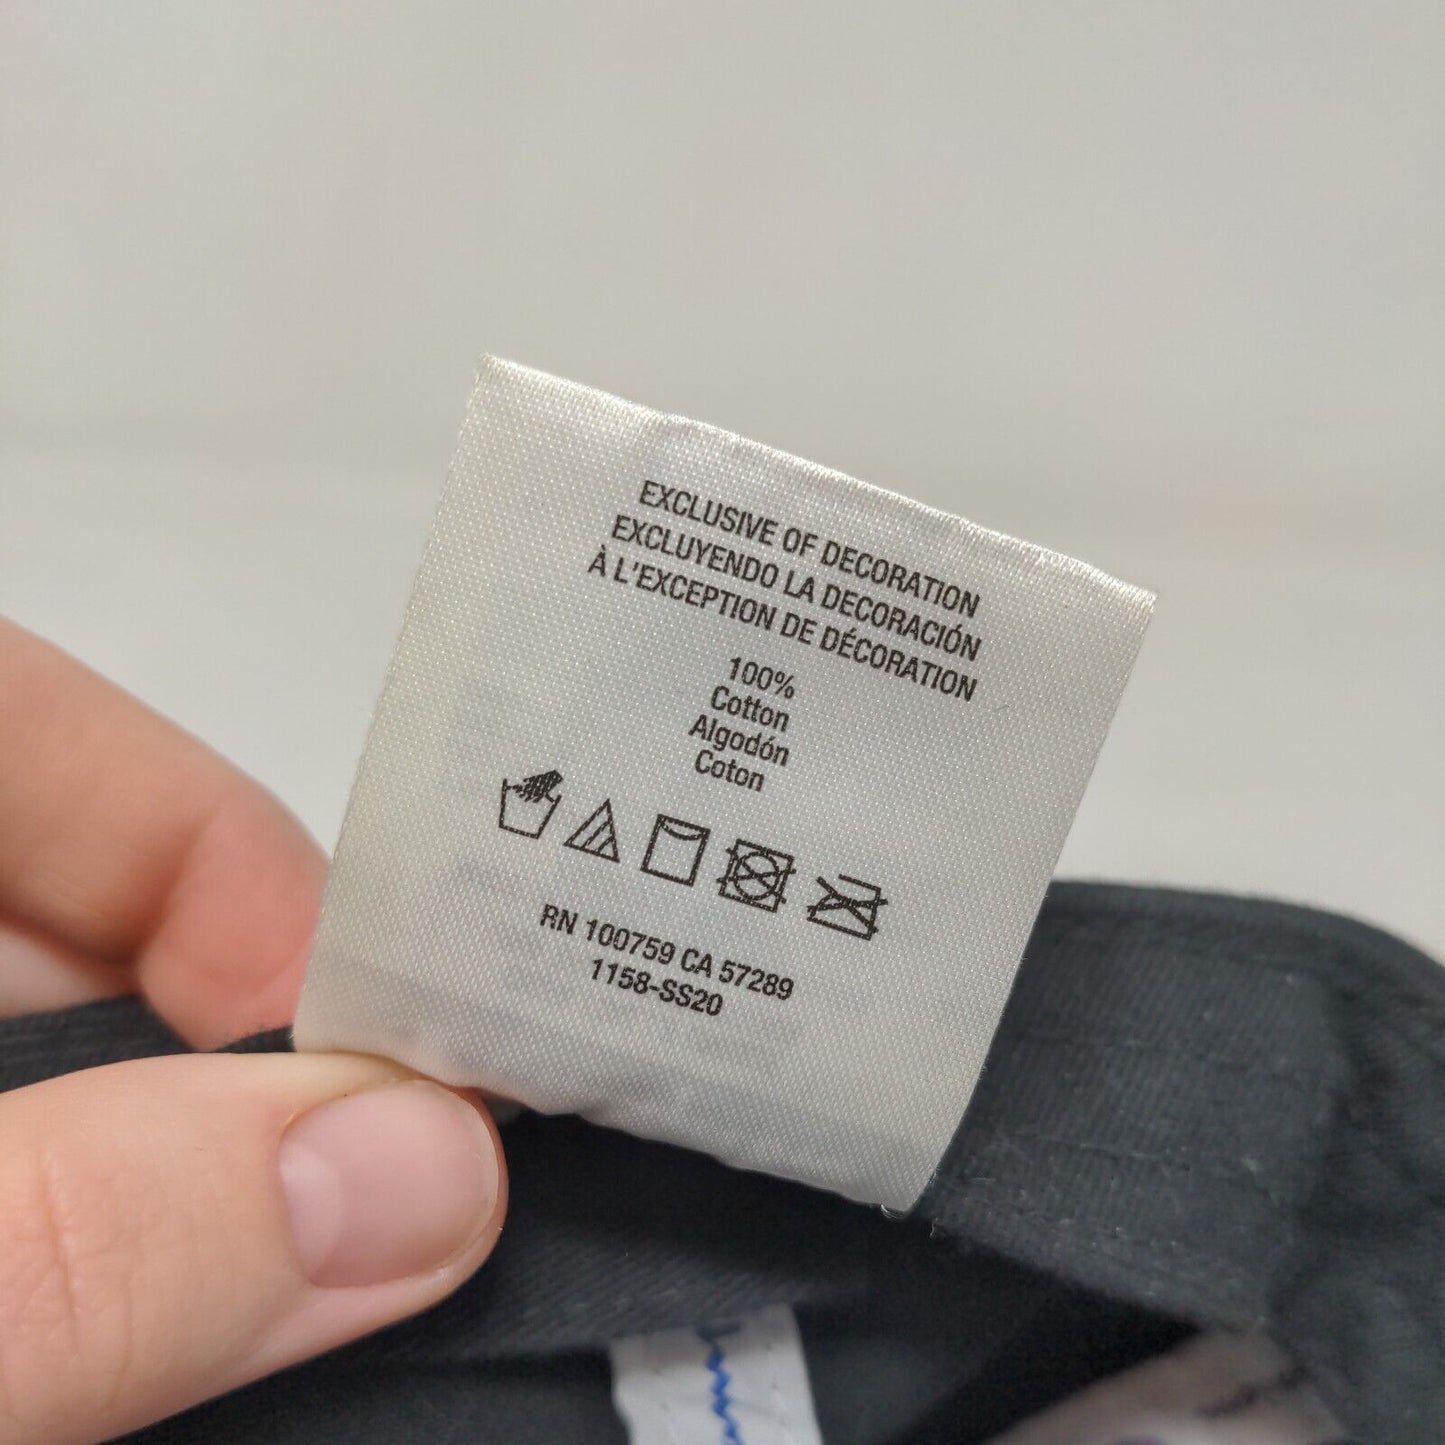 EXCLUSIVE OF DECORATION
EXCLUYENDO LA DECORACIÓN
À L'EXCEPTION DE DÉCORATION
100%
Cotton
Algodón
Coton
RN 100759 CA 57289
1158-SS20